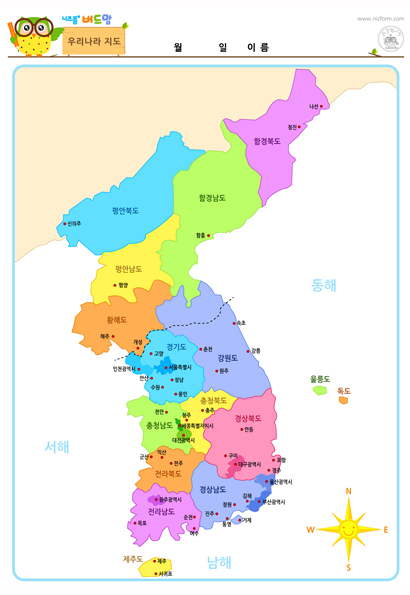 니즈폼 버드맘
www.nizform.com
우리나라 지도
월 일 이름
나선
청진
함경북도
함경남도
평안북도
신의주
함흥
평안남도
평양
동해
황해도
해주
개성
속초
경기도
고양
서울특별시
인천광역시
춘천
강원도
강릉
원주
안산
성남
수원
용인
울릉도
독도
충청북도
천안
청주
충주
충청남도
세종특별자치시
대전광역시
경상북도
안동
서해
군산
익산
전주
전라북도
구미
대구광역시
포항
경주
울산광역시
경상남도
김해
창원
부산광역시
진주
통영
거제
광주광역시
전라남도
목포
순천
여수
N
W
E
S
제주도
제주
서귀포
남해